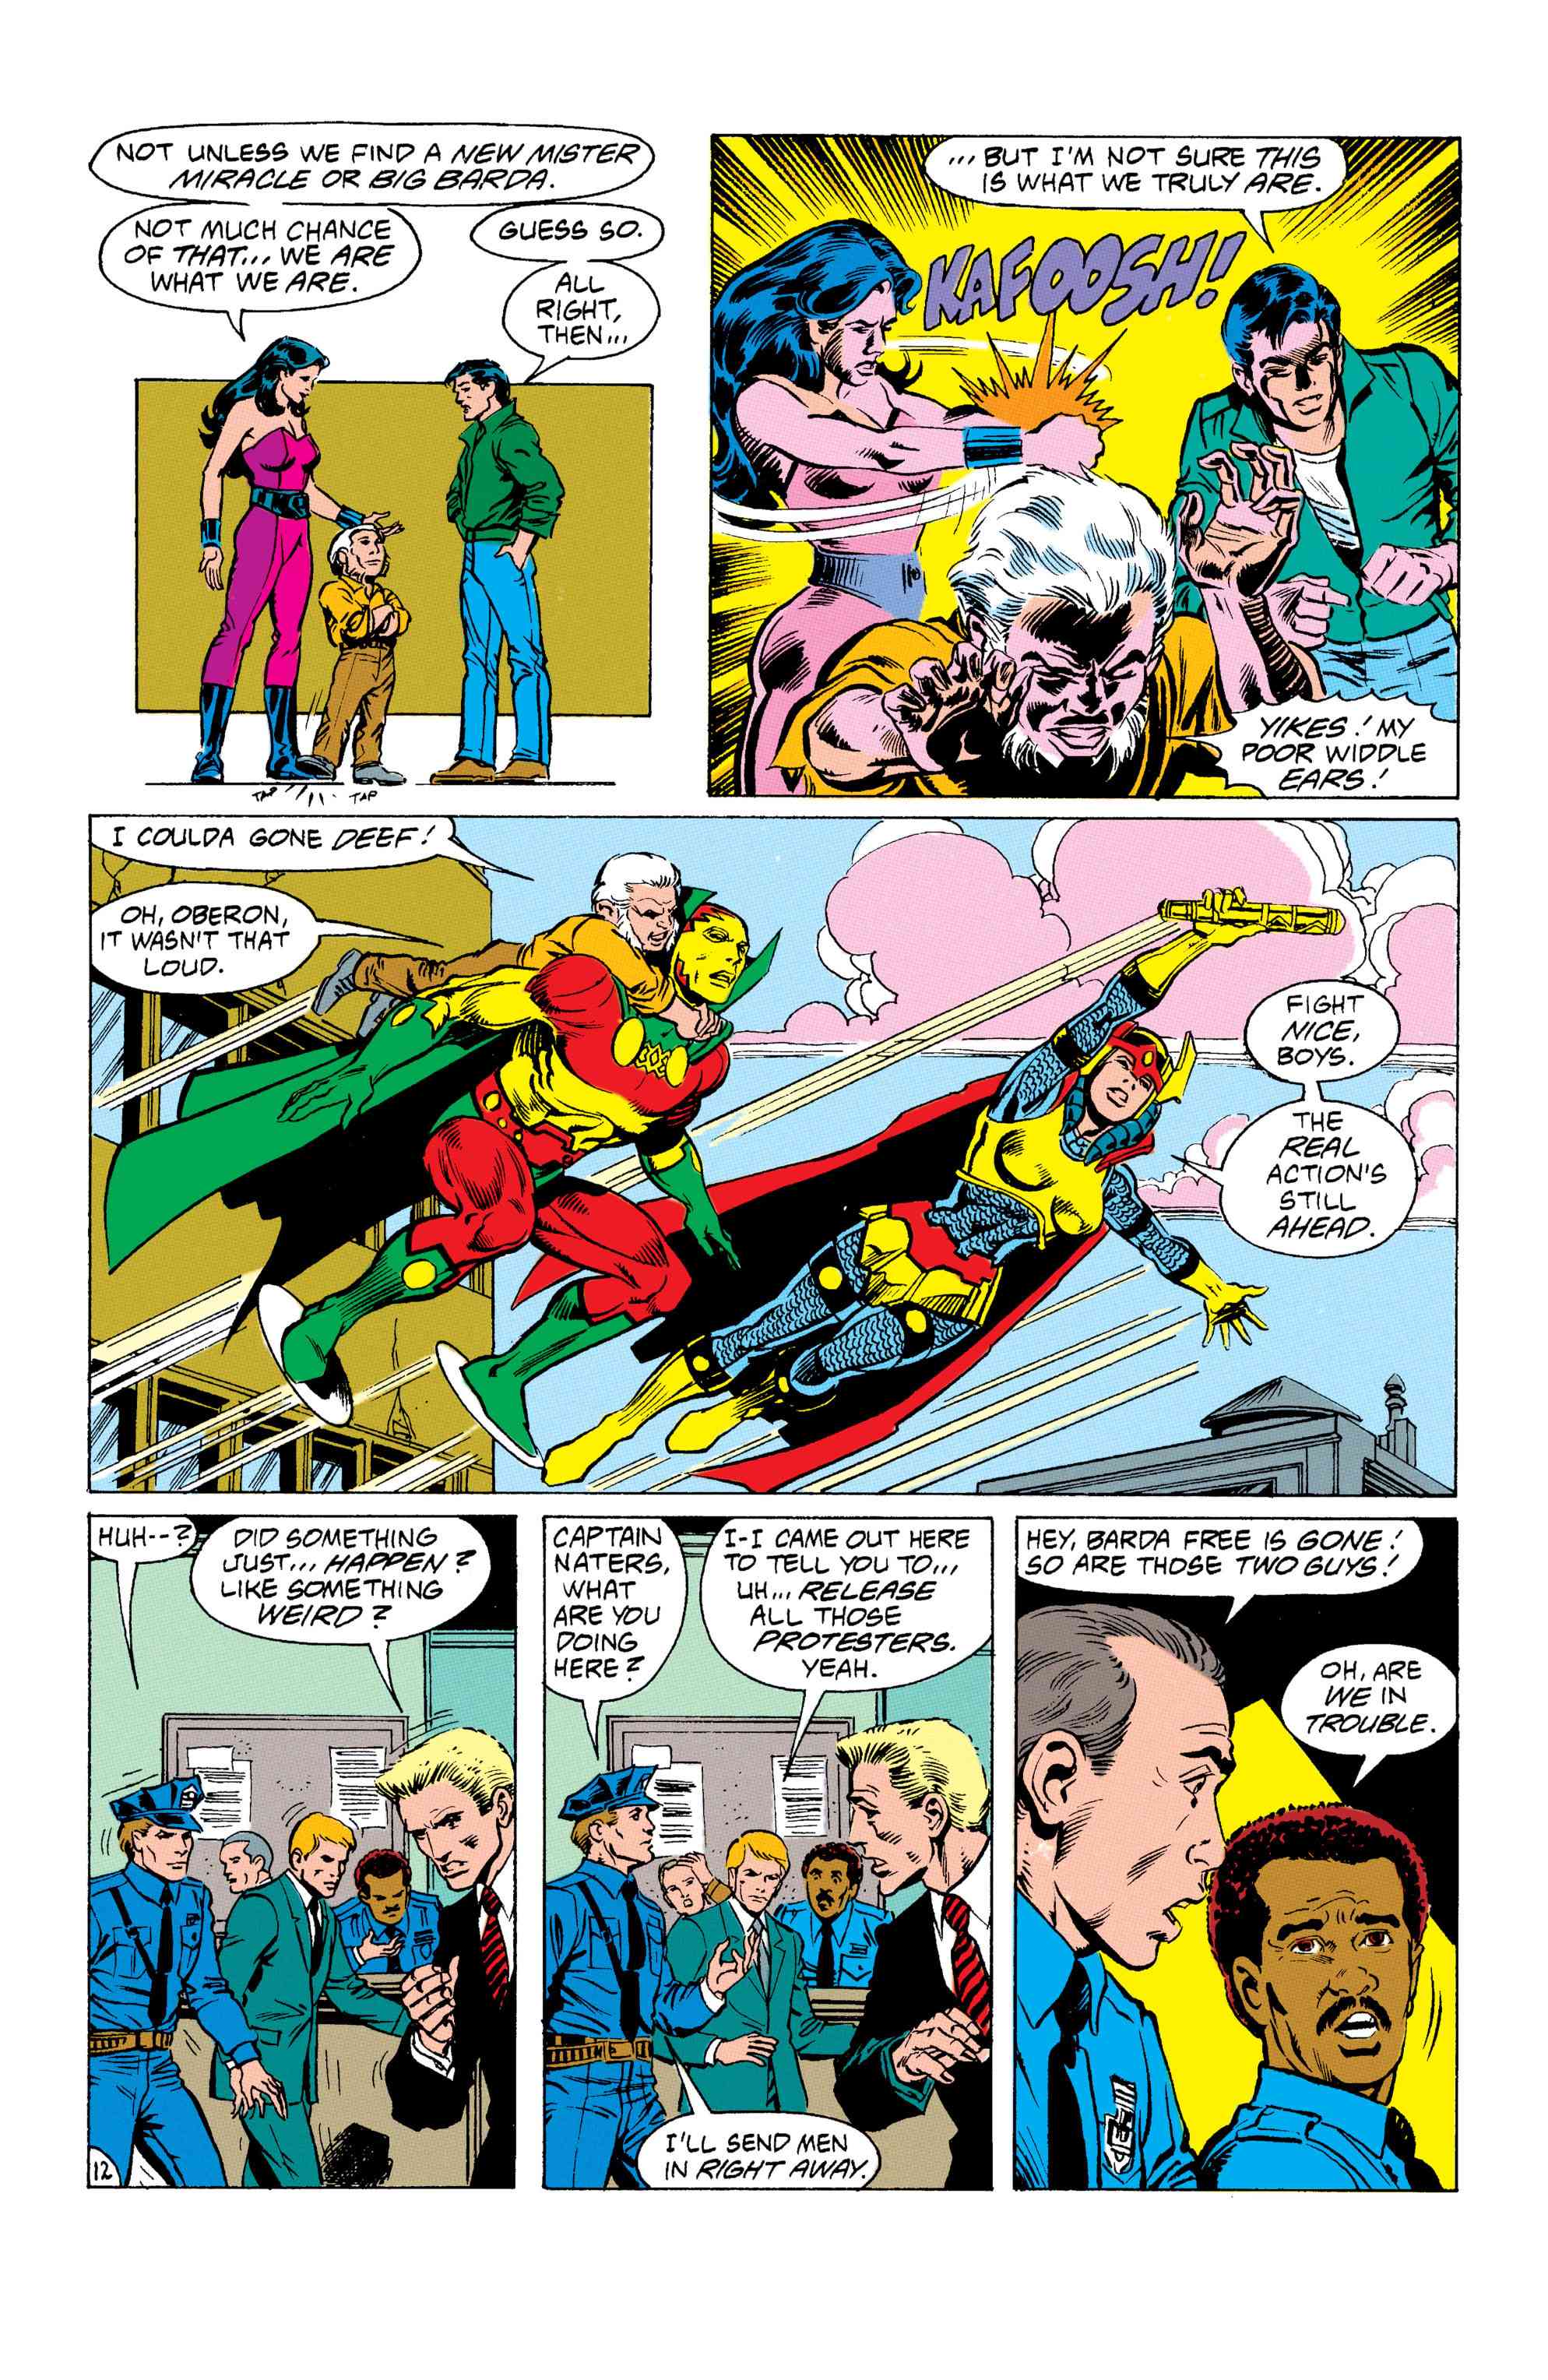 NOT UNLESS WE FIND A NEW MISTER
MIRACLE OR BIG BARDA.
NOT MUCH CHANCE
OF THAT... WE ARE
WHAT WE ARE.
GUESS SO.
ALL
RIGHT,
THEN...
TAP
TAP
...BUT I'M NOT SURE THIS
IS WHAT WE TRULY ARE.
KAFOOSH!
YIKES! MY
POOR WIDDLE
EARS!
I COULDA GONE DEEF!
OH, OBERON,
IT WASN'T THAT
LOUD.
FIGHT
NICE,
BOYS.
THE
REAL
ACTION'S
STILL
AHEAD.
HUH--?
DID SOMETHING
JUST... HAPPEN?
LIKE SOMETHING
WEIRD?
12
CAPTAIN
NATERS,
WHAT
ARE YOU
DOING
HERE?
I-I CAME OUT HERE
TO TELL YOU TO...
UH... RELEASE
ALL THOSE
PROTESTERS.
YEAH.
I'LL SEND MEN
IN RIGHT AWAY.
HEY, BARDA FREE IS GONE!
SO ARE THOSE TWO GUYS!
OH, ARE
WE IN
TROUBLE.